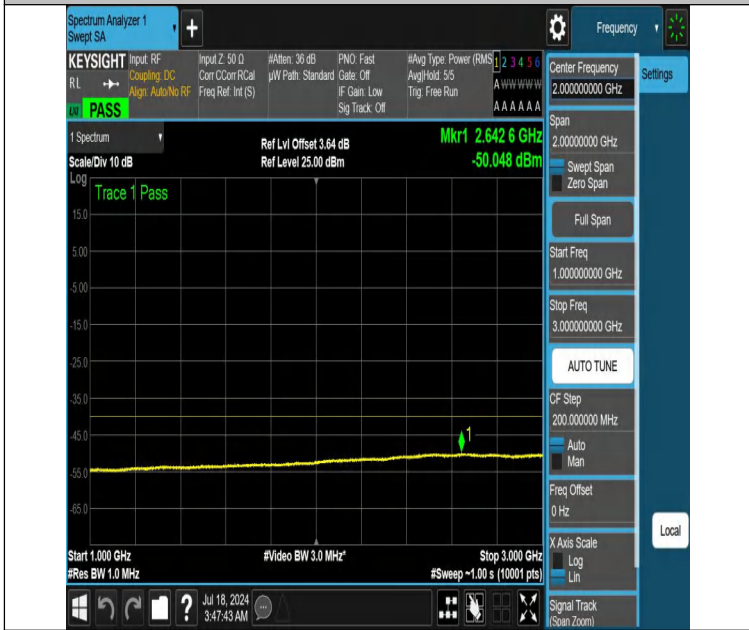 Spectrum Analyzer 1
Swept SA
Frequency
KEYSIGHT
RL
PASS
Input: RF
Coupling: DC
Align: Auto/No RF
Input Z: 50 Ω
Corr CCorr RCal
Freq Ref: Int (S)
#Atten: 36 dB
µW Path: Standard
PNO: Fast
Gate: Off
IF Gain: Low
Sig Track: Off
#Avg Type: Power (RMS
Avg|Hold: 5/5
Trig: Free Run
1 2 3 4 5 6
A W W W W W
A A A A A A
1 Spectrum
Scale/Div 10 dB
Ref Lvl Offset 3.64 dB
Ref Level 25.00 dBm
Mkr1 2.642 6 GHz
-50.048 dBm
Log
Trace 1 Pass
15.0
5.00
-5.00
-15.0
-25.0
-35.0
-45.0
-55.0
-65.0
1
Start 1.000 GHz
#Res BW 1.0 MHz
#Video BW 3.0 MHz*
Stop 3.000 GHz
#Sweep ~1.00 s (10001 pts)
Jul 18, 2024
3:47:43 AM
?
Center Frequency
2.000000000 GHz
Span
2.00000000 GHz
Swept Span
Zero Span
Full Span
Start Freq
1.000000000 GHz
Stop Freq
3.000000000 GHz
AUTO TUNE
CF Step
200.000000 MHz
Auto
Man
Freq Offset
0 Hz
X Axis Scale
Log
Lin
Signal Track
(Span Zoom)
Settings
Local